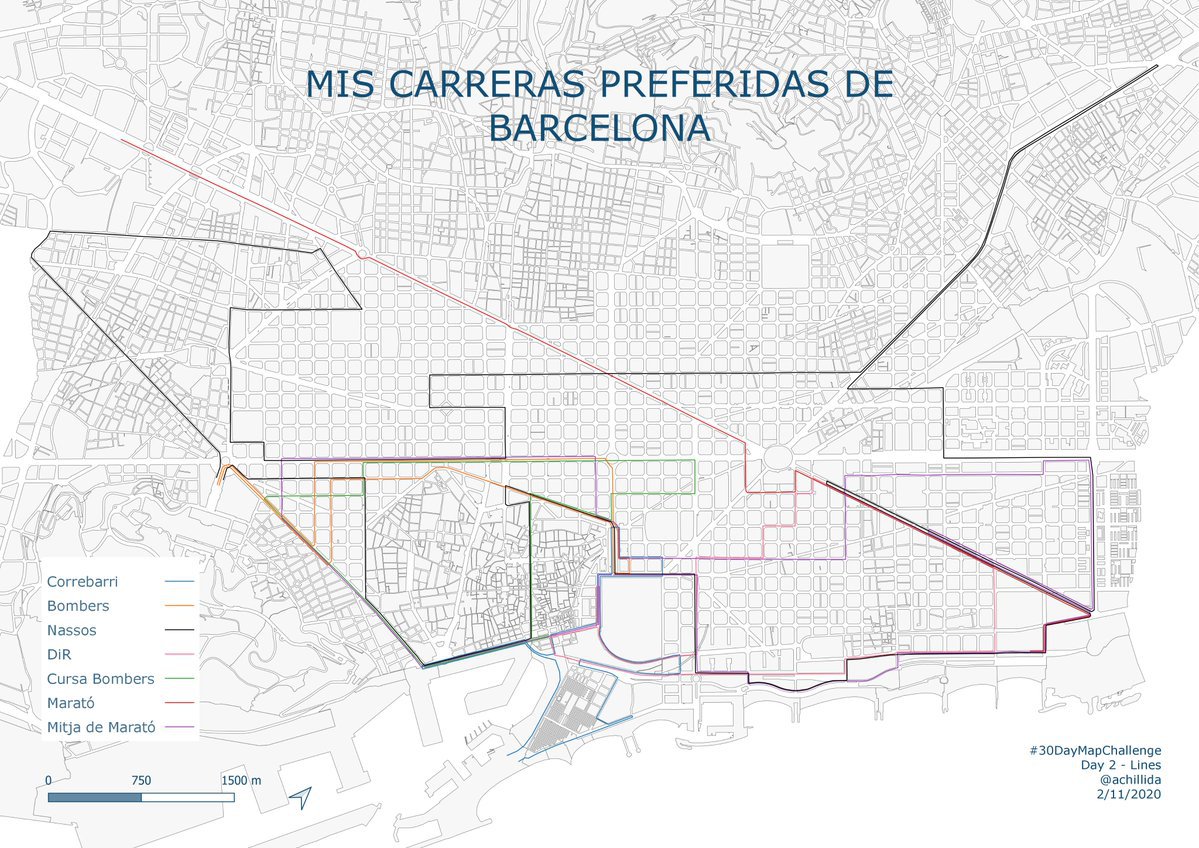 MIS CARRERAS PREFERIDAS DE
BARCELONA
Correbarri
Bombers
Nassos
DiR
Cursa Bombers
Marató
Mitja de Marató
0 750 1500 m
#30DayMapChallenge
Day 2 - Lines
@achillida
2/11/2020